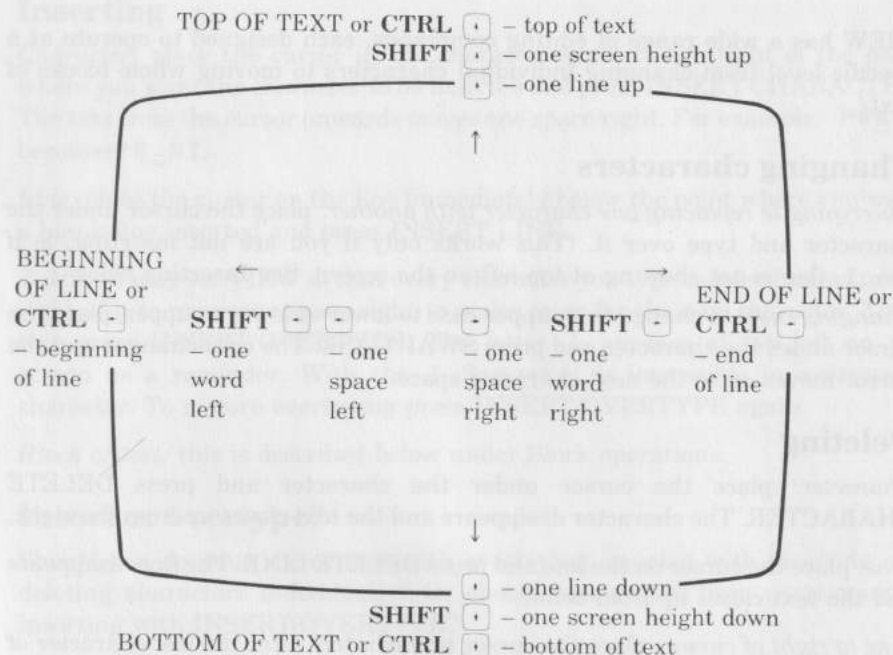 TOP OF TEXT or CTRL – top of text
SHIFT – one screen height up
– one line up
↑
BEGINNING
OF LINE or
CTRL
– beginning
of line
←
SHIFT
– one
word
left
– one
space
left
→
– one
space
right
SHIFT
– one
word
right
END OF LINE or
CTRL
– end
of line
↓
– one line down
SHIFT – one screen height down
BOTTOM OF TEXT or CTRL – bottom of text